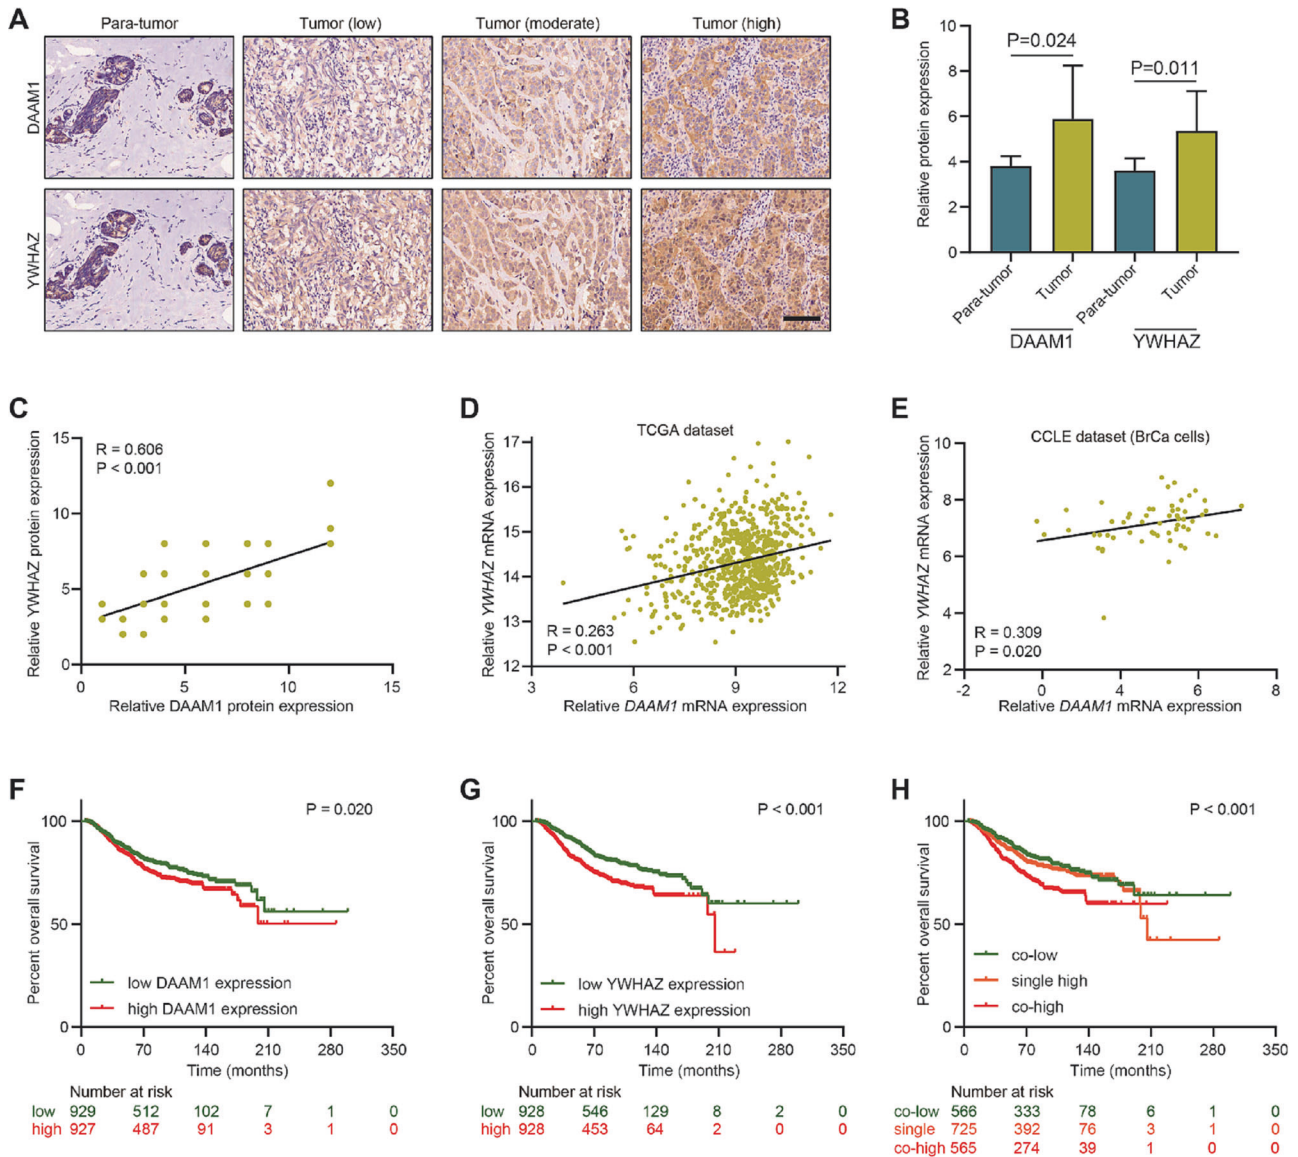 A
Para-tumor
Tumor (low)
Tumor (moderate)
Tumor (high)
DAAM1
YWHAZ
B
Relative protein expression
10
8
6
4
2
0
P=0.024
P=0.011
Para-tumor
Tumor
Para-tumor
Tumor
DAAM1
YWHAZ
C
Relative YWHAZ protein expression
15
10
5
0
R = 0.606
P < 0.001
0
5
10
15
Relative DAAM1 protein expression
D
TCGA dataset
Relative YWHAZ mRNA expression
17
16
15
14
13
12
R = 0.263
P < 0.001
3
6
9
12
Relative DAAM1 mRNA expression
E
CCLE dataset (BrCa cells)
Relative YWHAZ mRNA expression
10
8
6
4
2
R = 0.309
P = 0.020
-2
0
4
6
8
Relative DAAM1 mRNA expression
F
P = 0.020
Percent overall survival
100
50
0
low DAAM1 expression
high DAAM1 expression
0 70 140 210 280 350
Time (months)
Number at risk
low 929 512 102 7 1 0
high 927 487 91 3 1 0
G
P < 0.001
Percent overall survival
100
50
0
low YWHAZ expression
high YWHAZ expression
0 70 140 210 280 350
Time (months)
Number at risk
low 928 546 129 8 2 0
high 928 453 64 2 0 0
H
P < 0.001
Percent overall survival
100
50
0
co-low
single high
co-high
0 70 140 210 280 350
Time (months)
Number at risk
co-low 566 333 78 6 1 0
single 725 392 76 3 1 0
co-high 565 274 39 1 0 0